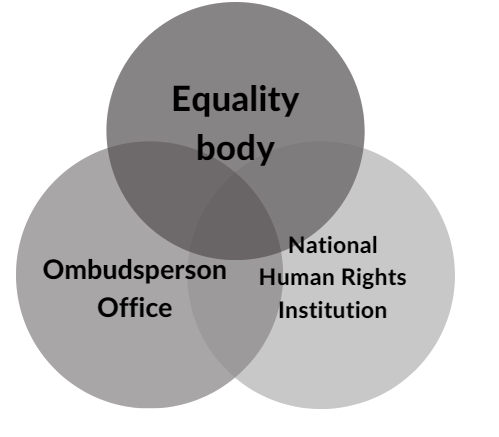 Equality
body
Ombudsperson
Office
National
Human Rights
Institution